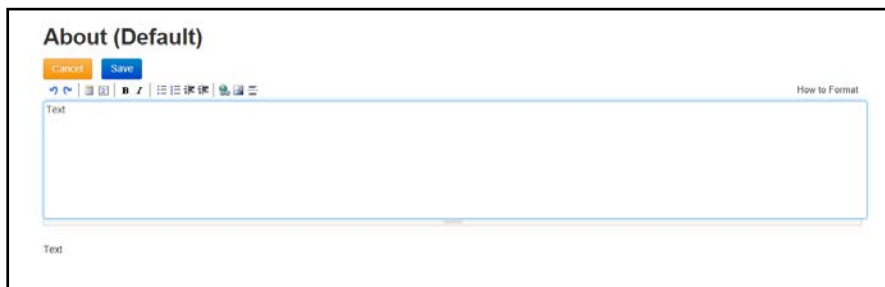 About (Default)
Cancel Save
B I How to Format
Text
Text